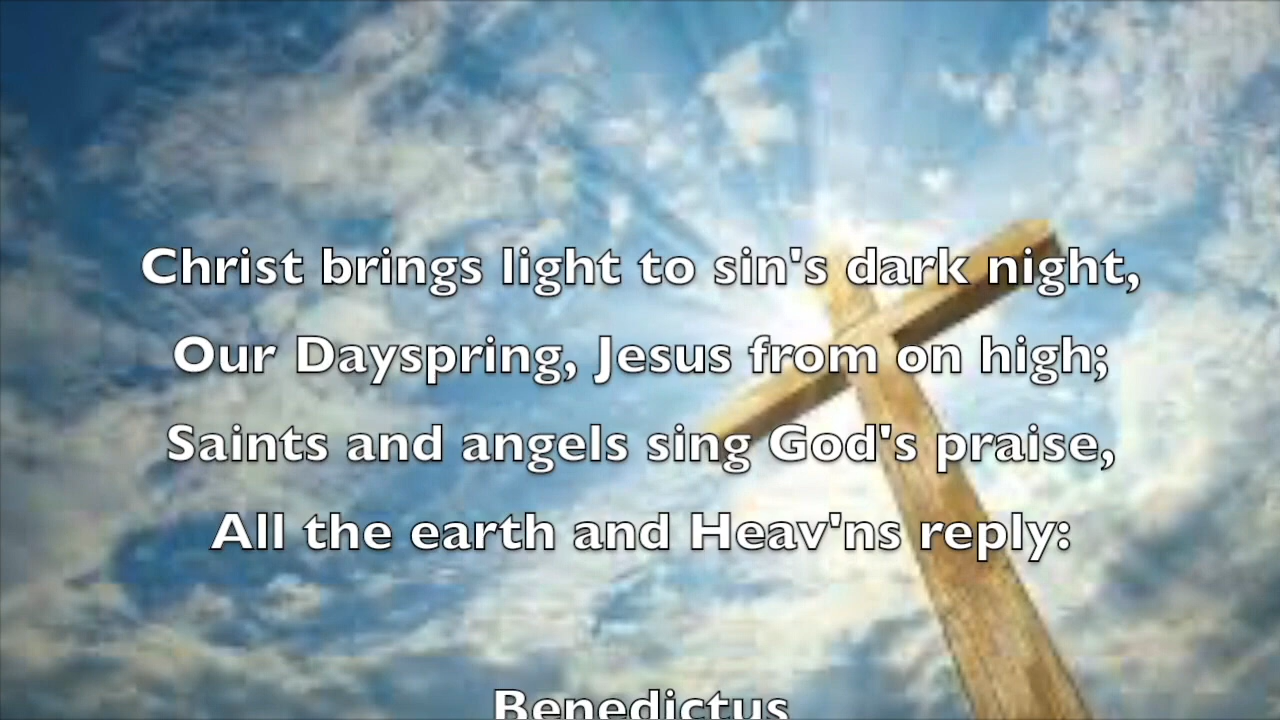 Christ brings light to sin's dark night,
Our Dayspring, Jesus from on high;
Saints and angels sing God's praise,
All the earth and Heav'ns reply:
Benedictus